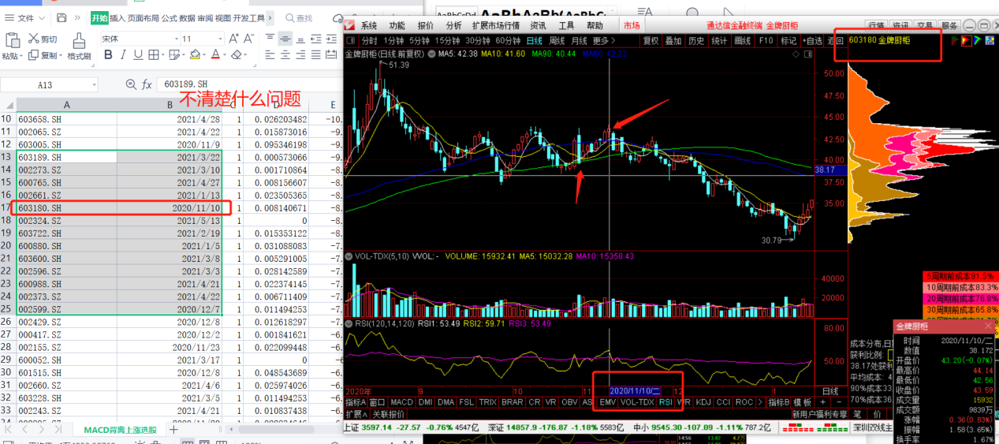 文件
AaBbCcDd
开始 插入 页面布局 公式 数据 审阅 视图 开发工具
查找
粘贴 剪切 复制 格式刷
宋体 11
B I U
A13
603189.SH
不清楚什么问题
A B E
10 603658.SH 2021/4/28 1 0.026203482 -10.
11 002065.SZ 2021/4/22 1 0.015873016 -9.
12 603005.SH 2020/11/9 1 0.095346198 -9.
13 603189.SH 2021/3/22 1 0.000573066 -9.
14 002273.SZ 2021/3/10 1 0.001710864 -8.
15 600765.SH 2021/4/27 1 0.008156607 -8.
16 002661.SZ 2021/1/13 1 0.023505365 -8.
17 603180.SH 2020/11/10 1 0.008140671 -8.
18 002324.SZ 2021/5/13 1 0 -8.
19 603722.SH 2021/2/19 1 0.015353122 -8.
20 600880.SH 2021/1/5 1 0.031088083 -8.
21 603600.SH 2021/3/8 1 0.005291005 -7.
22 002596.SZ 2021/3/3 1 0.028142589 -7.
23 600988.SH 2021/4/21 1 0.022374145 -7.
24 002373.SZ 2021/4/22 1 0.006711409 -7.
25 002599.SZ 2020/12/7 1 0.011494253 -7.
26 002429.SZ 2020/12/8 1 0.012618297 -7.
27 000417.SZ 2020/12/2 1 0.001841621 -6.
28 002155.SZ 2020/11/23 1 0.022099448 -6.
29 600052.SH 2021/3/17 1 0 -6
30 601515.SH 2020/12/8 1 0.048543689 -6.
31 002660.SZ 2021/4/6 1 0.025974026 -6.
32 603228.SH 2021/3/5 1 0 -6.
33 002243.SZ 2021/4/21 1 0.010837438 -6.
MACD背离上涨选股
系统 功能 报价 分析 扩展市场行情 资讯 工具 帮助 市场 通达信金融终端 金牌厨柜 行情 资讯 交易 服务
分时 1分钟 5分钟 15分钟 30分钟 60分钟 日线 周线 月线 更多> 复权 叠加 历史 统计 画线 F10 标记 +自选 返回
603180 金牌厨柜
金牌厨柜(日线.前复权) MA5: 42.38 MA10: 41.60 MA90: 40.44 MA60: 43.22
51.39
50.00
47.50
45.00
42.50
40.00
38.17
37.50
35.00
30.79
VOL-TDX(5,10) VVOL: - VOLUME: 15932.41 MA5: 15032.28 MA10: 15358.43
40000
20000
RSI(120,14,120) RSI1: 53.49 RSI2: 59.71 RSI3: 53.49
80.00
50.00
2020年 9 10 11 2020/11/10/二 12 1 日线
指标A 窗口 MACD DMI DMA FSL TRIX BRAR CR VR OBV AS EMV VOL-TDX RSI WR KDJ CCI ROC > 指标B 模板 + -
扩展∧ 关联报价 新用户福利专享 笔 价
上证 3597.14 -27.57 -0.76% 4547亿 深证 14857.9 -176.87 -1.18% 5583亿 中小 9545.30 -107.09 -1.11% 787.2亿 深圳双线主
5周期前成本91.5%
10周期前成本83.3%
20周期前成本76.8%
30周期前成本65.8%
成本分布,日
获利比例:
38.17处获利
平均成本: 4
90%成本33.
70%成本36.
金牌厨柜
时间 2020/11/10/二
数值 38.172
开盘价 43.20(-0.07%)
最高价 44.14
最低价 42.56
收盘价 43.59
成交量 15932
成交额 9839万
涨幅 0.36(0.83%)
振幅 1.58(3.65%)
换手率 1.67%